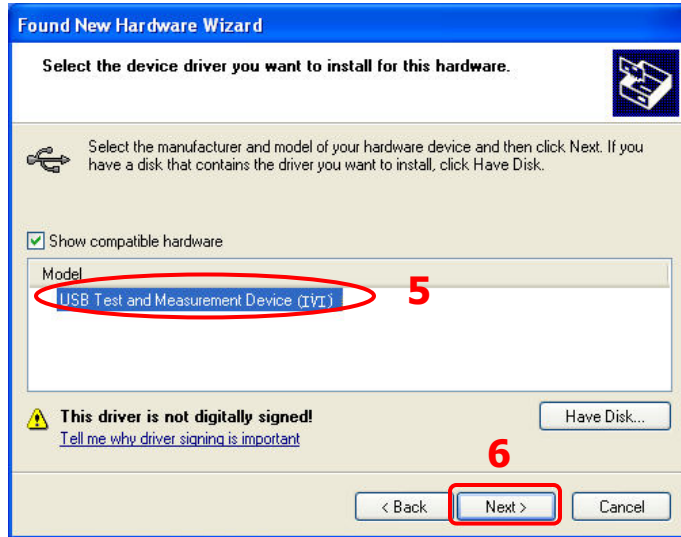 Found New Hardware Wizard
Select the device driver you want to install for this hardware.
Select the manufacturer and model of your hardware device and then click Next. If you
have a disk that contains the driver you want to install, click Have Disk.
Show compatible hardware
Model
USB Test and Measurement Device (IVI)
5
This driver is not digitally signed!
Tell me why driver signing is important
Have Disk...
6
< Back
Next >
Cancel